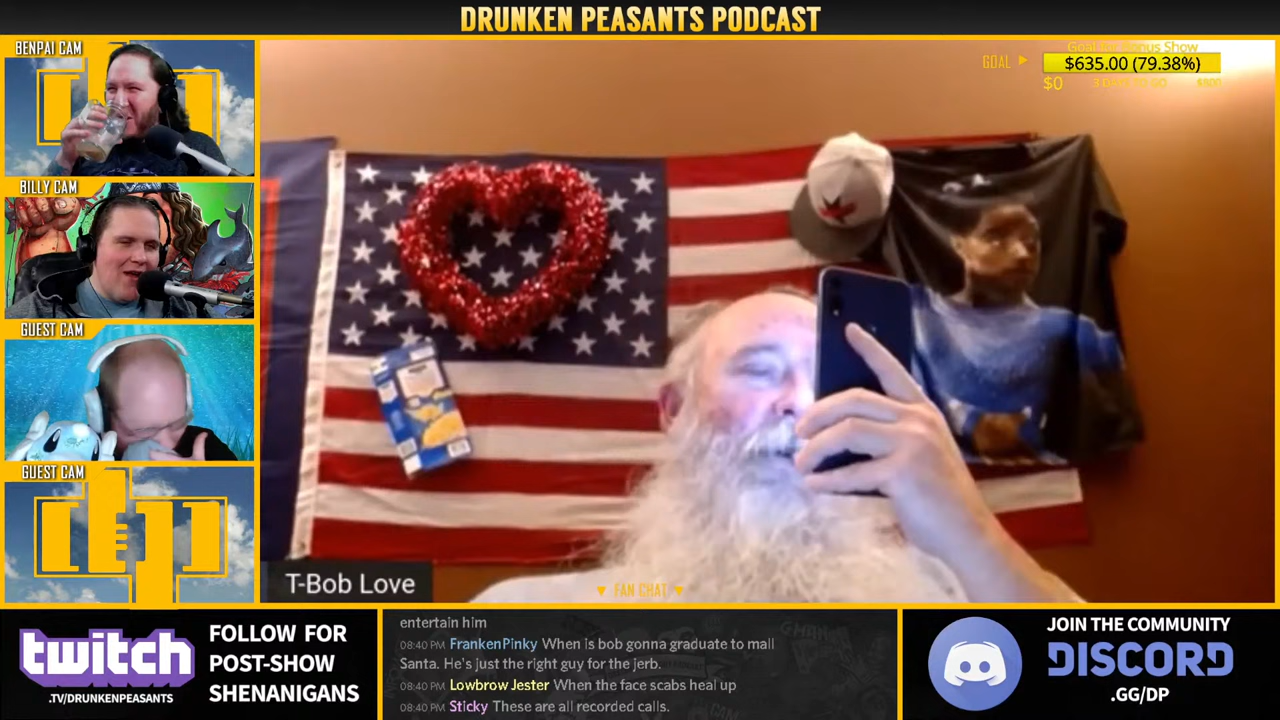 DRUNKEN PEASANTS PODCAST
BENPAI CAM
BILLY CAM
GUEST CAM
GUEST CAM
GOAL
Goal for Bonus Show
$635.00 (79.38%)
$0
T-Bob Love
FAN CHAT
twitch
.TV/DRUNKENPEASANTS
FOLLOW FOR
POST-SHOW
SHENANIGANS
entertain him
08:40 PM FrankenPinky When is bob gonna graduate to mall
Santa. He's just the right guy for the jerb.
08:40 PM Lowbrow Jester When the face scabs heal up
08:40 PM Sticky These are all recorded calls.
JOIN THE COMMUNITY
DISCORD
.GG/DP